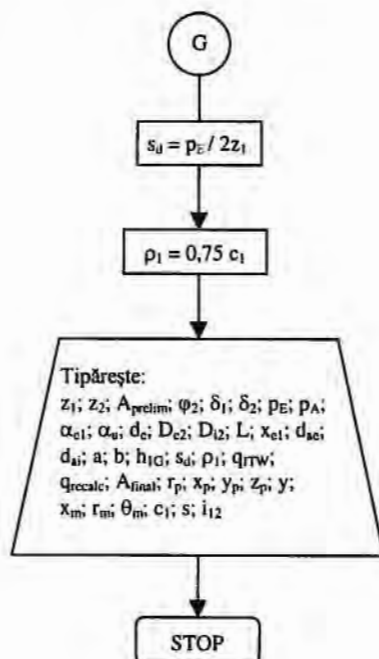 G
s_d = p_E / 2z_1
ρ_1 = 0,75 c_1
Tipărește:
z_1; z_2; A_prelim; φ_2; δ_1; δ_2; p_E; p_A;
α_e1; α_u; d_e; D_e2; D_i2; L; x_e1; d_ae;
d_ai; a; b; h_1G; s_d; ρ_1; q_ITW;
q_recalc; A_final; r_p; x_p; y_p; z_p; y;
x_m; r_m; θ_m; c_1; s; i_12
STOP